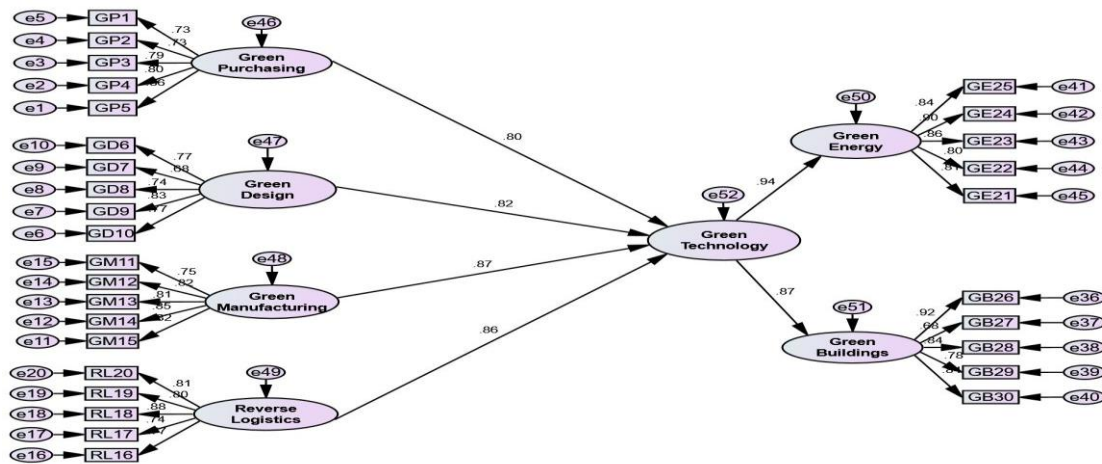 e5 GP1
e4 GP2
e3 GP3
e2 GP4
e1 GP5
.73
.73
.79
.80
e46
Green
Purchasing
.80
e10 GD6
e9 GD7
e8 GD8
e7 GD9
e6 GD10
.77
.88
.74
.83
e47
Green
Design
.82
e15 GM11
e14 GM12
e13 GM13
e12 GM14
e11 GM15
.75
.82
.81
.85
e48
Green
Manufacturing
.87
e20 RL20
e19 RL19
e18 RL18
e17 RL17
e16 RL16
.81
.80
.88
.74
e49
Reverse
Logistics
.86
e52
Green
Technology
.94
.87
e50
Green
Energy
.84
.90
.86
.80
GE25 e41
GE24 e42
GE23 e43
GE22 e44
GE21 e45
e51
Green
Buildings
.92
.68
.84
.78
GB26 e36
GB27 e37
GB28 e38
GB29 e39
GB30 e40